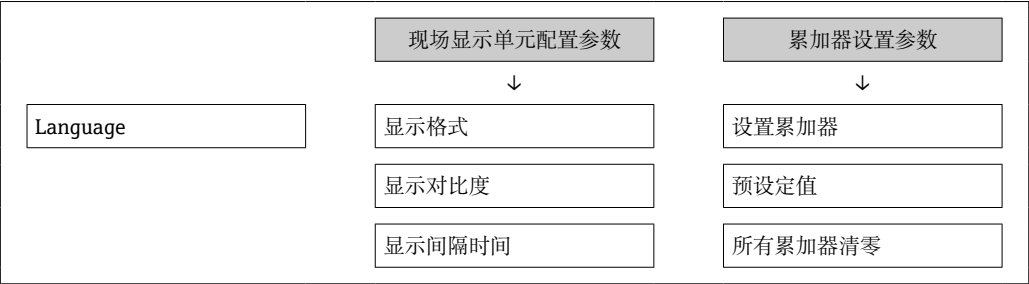 现场显示单元配置参数 累加器设置参数
↓ ↓
Language 显示格式 设置累加器
显示对比度 预设定值
显示间隔时间 所有累加器清零